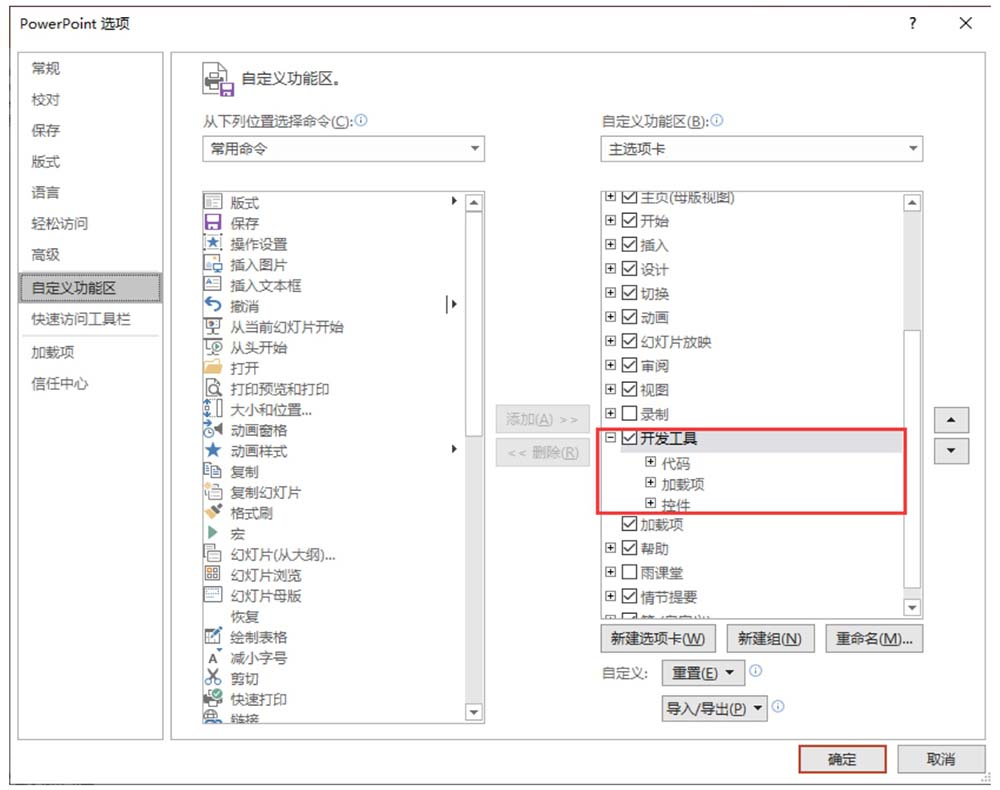 PowerPoint 选项
?
常规
校对
保存
版式
语言
轻松访问
高级
自定义功能区
快速访问工具栏
加载项
信任中心
自定义功能区。
从下列位置选择命令(C):
常用命令
版式
保存
操作设置
插入图片
插入文本框
撤消
从当前幻灯片开始
从头开始
打开
打印预览和打印
大小和位置...
动画窗格
动画样式
复制
复制幻灯片
格式刷
宏
幻灯片(从大纲)...
幻灯片浏览
幻灯片母版
恢复
绘制表格
减小字号
剪切
快速打印
链接
添加(A) >>
<< 删除(R)
自定义功能区(B):
主选项卡
主页(母版视图)
开始
插入
设计
切换
动画
幻灯片放映
审阅
视图
录制
开发工具
代码
加载项
控件
加载项
帮助
雨课堂
情节提要
新建选项卡(W)
新建组(N)
重命名(M)...
自定义:
重置(E)
导入/导出(P)
确定
取消